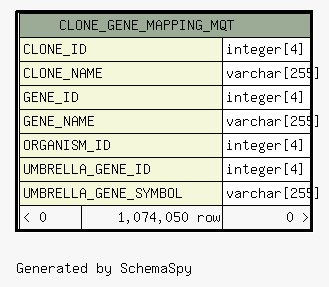 CLONE_GENE_MAPPING_MQT
CLONE_ID integer[4]
CLONE_NAME varchar[255]
GENE_ID integer[4]
GENE_NAME varchar[255]
ORGANISM_ID integer[4]
UMBRELLA_GENE_ID integer[4]
UMBRELLA_GENE_SYMBOL varchar[255]
< 0 1,074,050 row 0 >
Generated by SchemaSpy